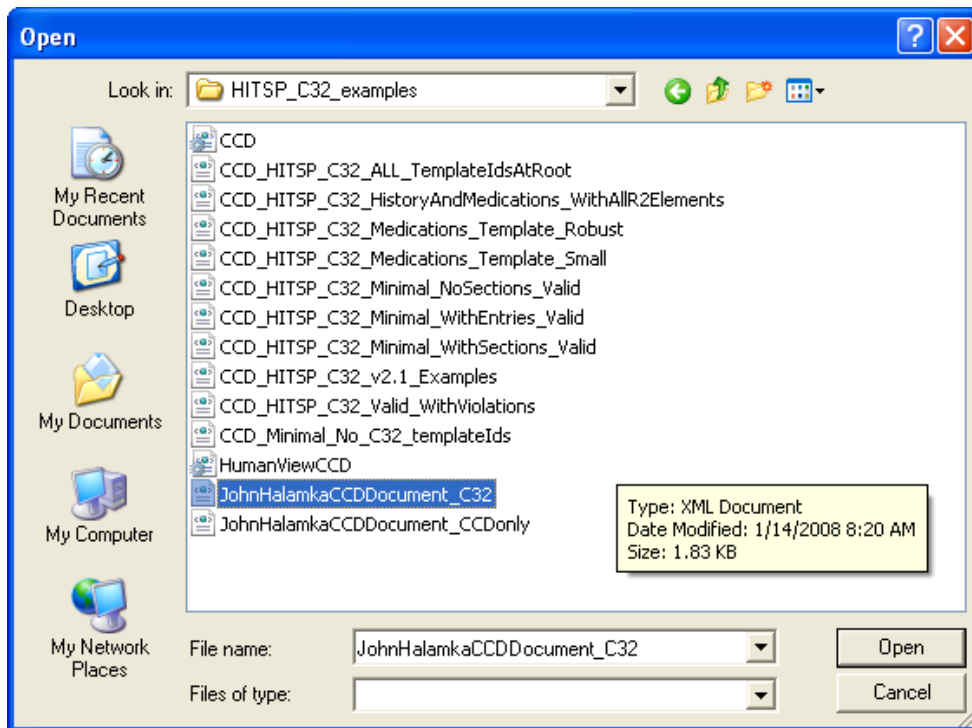 Open
Look in: HITSP_C32_examples
My Recent
Documents
Desktop
My Documents
My Computer
My Network
Places
CCD
CCD_HITSP_C32_ALL_TemplateIdsAtRoot
CCD_HITSP_C32_HistoryAndMedications_WithAllR2Elements
CCD_HITSP_C32_Medications_Template_Robust
CCD_HITSP_C32_Medications_Template_Small
CCD_HITSP_C32_Minimal_NoSections_Valid
CCD_HITSP_C32_Minimal_WithEntries_Valid
CCD_HITSP_C32_Minimal_WithSections_Valid
CCD_HITSP_C32_v2.1_Examples
CCD_HITSP_C32_Valid_WithViolations
CCD_Minimal_No_C32_templateIds
HumanViewCCD
JohnHalamkaCCDDocument_C32
JohnHalamkaCCDDocument_CCDonly
Type: XML Document
Date Modified: 1/14/2008 8:20 AM
Size: 1.83 KB
File name: JohnHalamkaCCDDocument_C32 Open
Files of type: Cancel